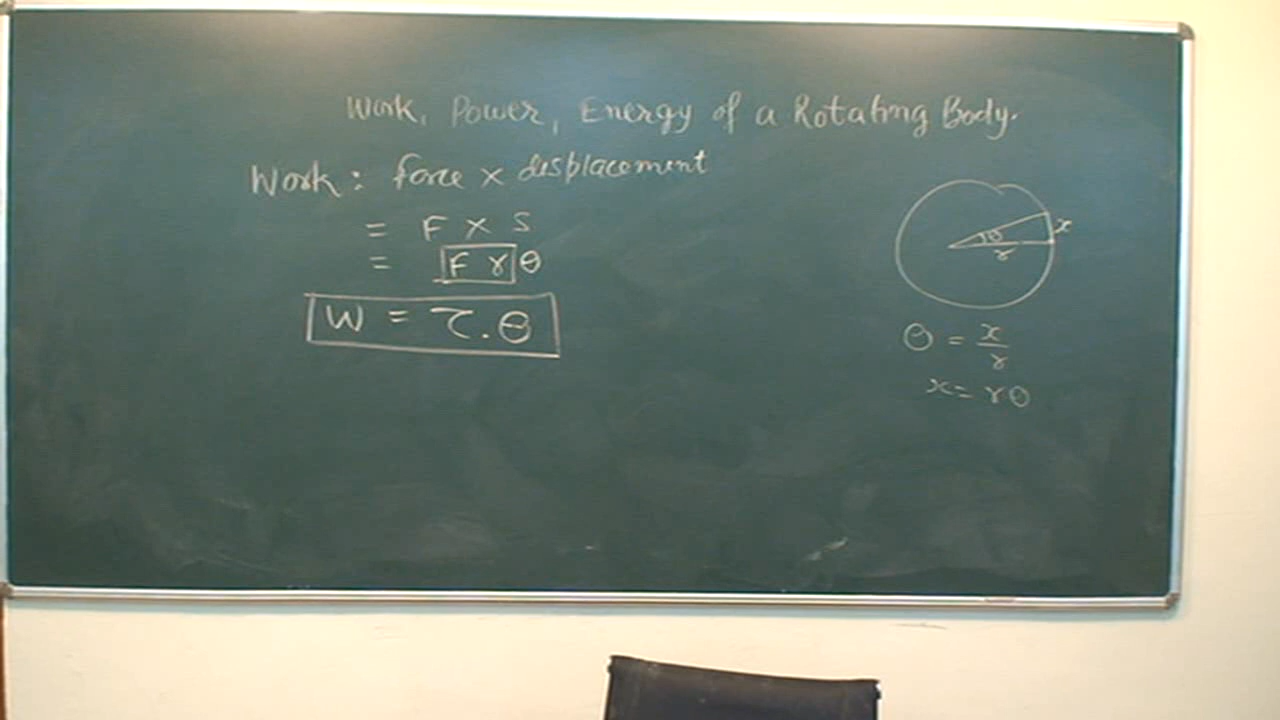 Work, Power, Energy of a Rotating Body.
Work: force × displacement
= F × S
= F r θ
W = τ.θ
θ
x
r
θ = x/r
x = rθ